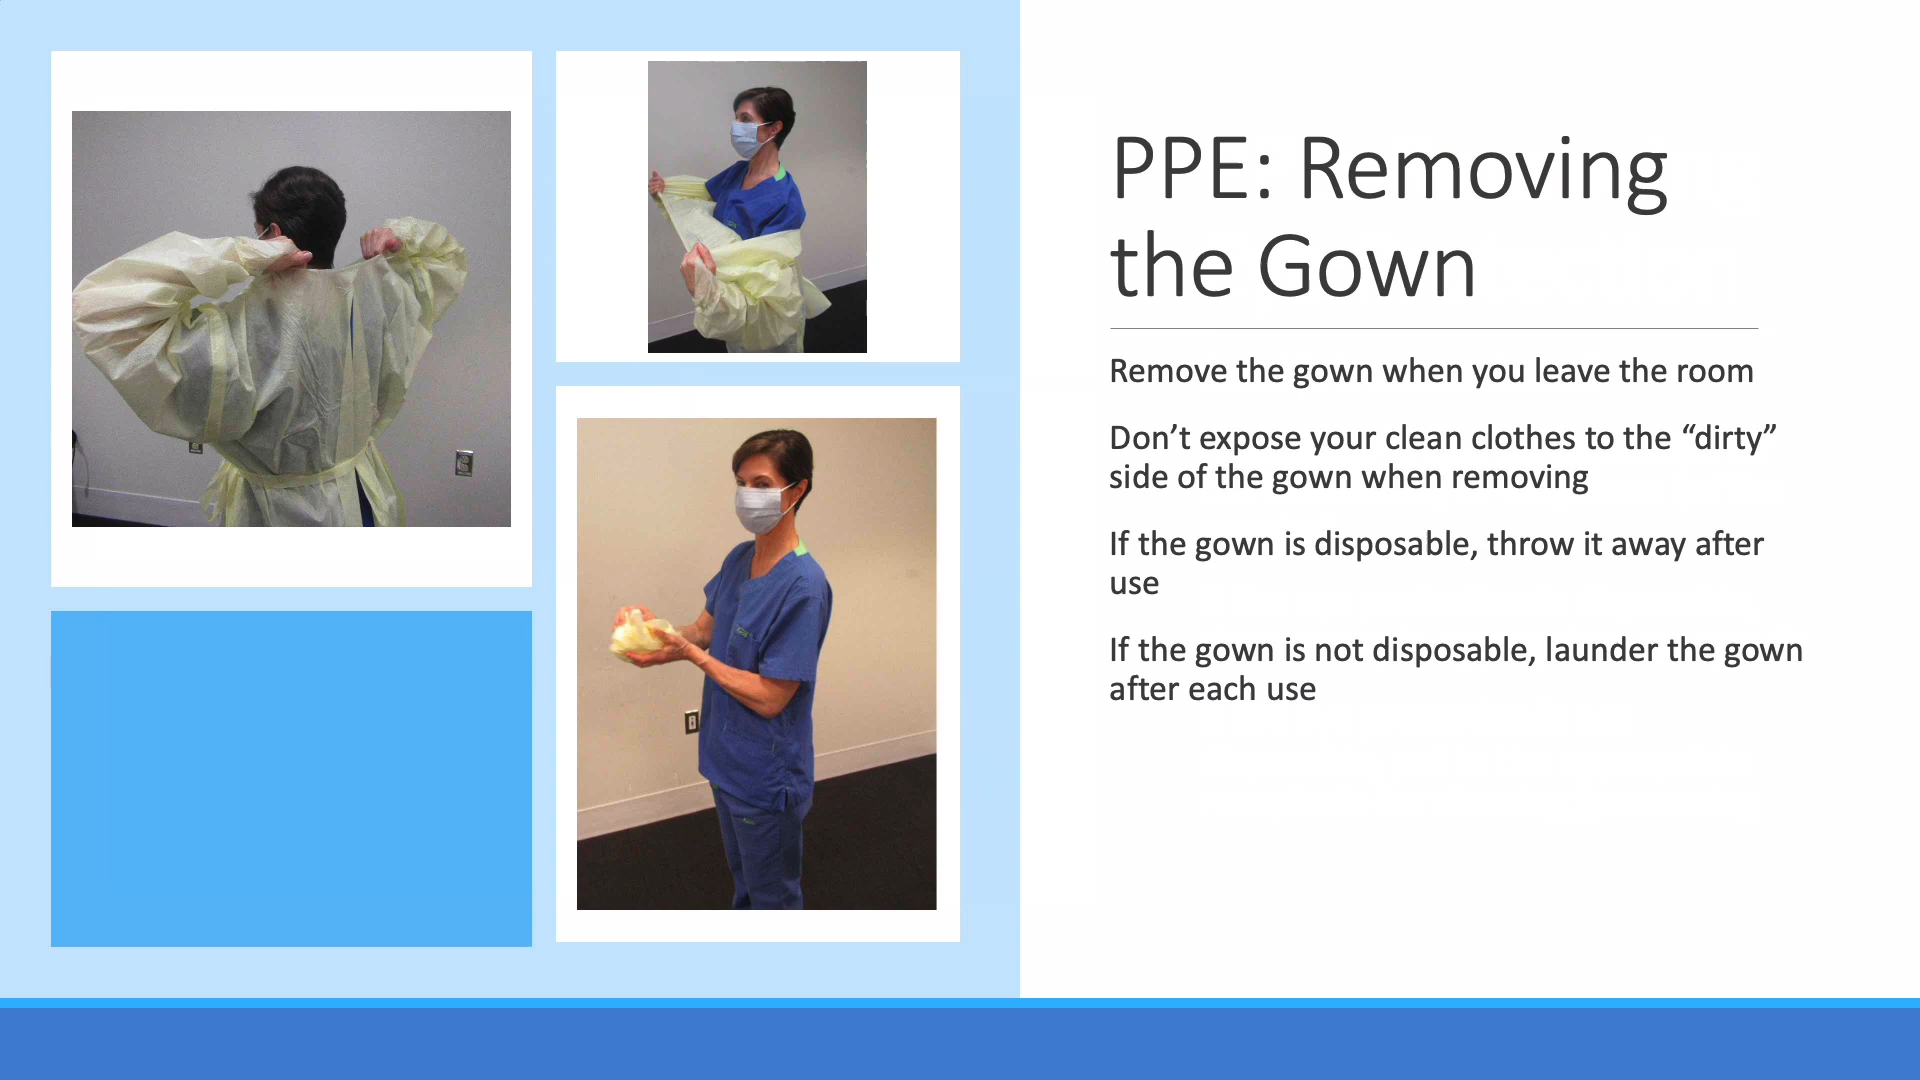 PPE: Removing
the Gown
Remove the gown when you leave the room
Don’t expose your clean clothes to the “dirty”
side of the gown when removing
If the gown is disposable, throw it away after
use
If the gown is not disposable, launder the gown
after each use